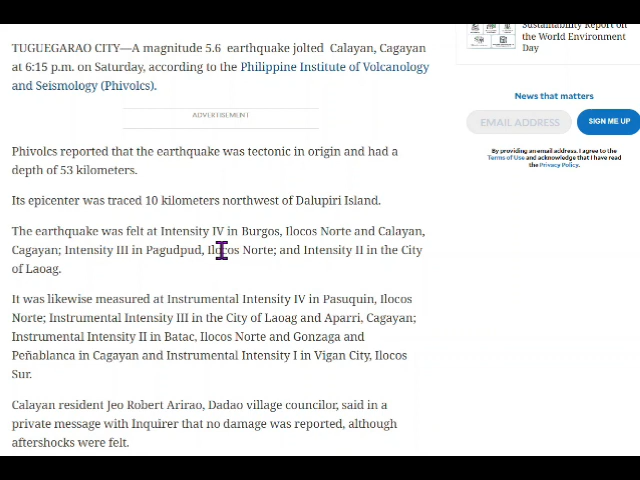 TUGUEGARAO CITY—A magnitude 5.6 earthquake jolted Calayan, Cagayan
at 6:15 p.m. on Saturday, according to the Philippine Institute of Volcanology
and Seismology (Phivolcs).
ADVERTISEMENT
Phivolcs reported that the earthquake was tectonic in origin and had a
depth of 53 kilometers.
Its epicenter was traced 10 kilometers northwest of Dalupiri Island.
The earthquake was felt at Intensity IV in Burgos, Ilocos Norte and Calayan,
Cagayan; Intensity III in Pagudpud, Ilocos Norte; and Intensity II in the City
of Laoag.
It was likewise measured at Instrumental Intensity IV in Pasuquin, Ilocos
Norte; Instrumental Intensity III in the City of Laoag and Aparri, Cagayan;
Instrumental Intensity II in Batac, Ilocos Norte and Gonzaga and
Peñablanca in Cagayan and Instrumental Intensity I in Vigan City, Ilocos
Sur.
Calayan resident Jeo Robert Arirao, Dadao village councilor, said in a
private message with Inquirer that no damage was reported, although
aftershocks were felt.
Sustainability Report on
the World Environment
Day
News that matters
EMAIL ADDRESS
SIGN ME UP
By providing an email address. I agree to the
Terms of Use and acknowledge that I have read
the Privacy Policy.